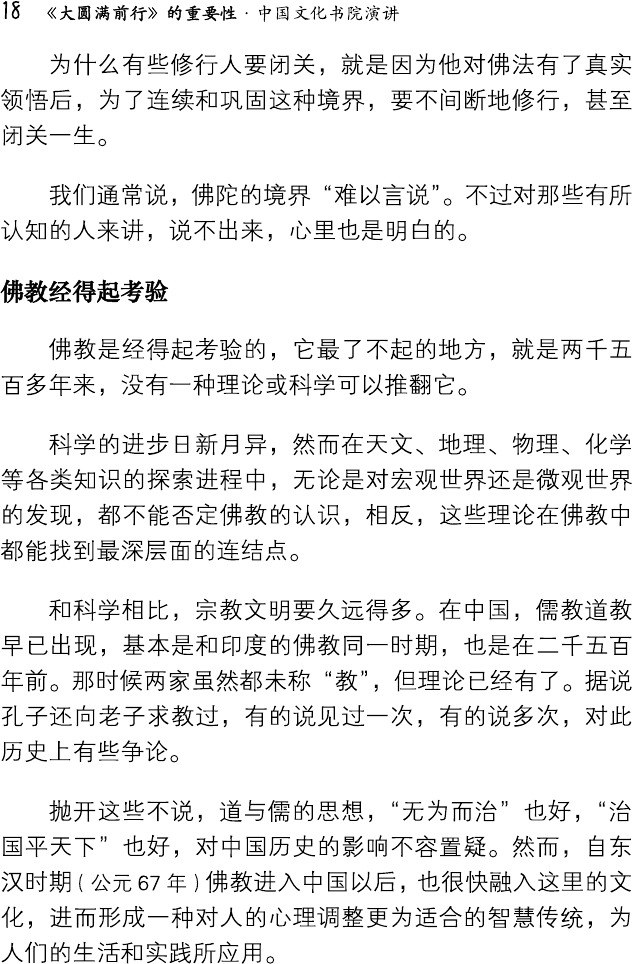 18 《大圆满前行》的重要性·中国文化书院演讲
为什么有些修行人要闭关，就是因为他对佛法有了真实
领悟后，为了连续和巩固这种境界，要不间断地修行，甚至
闭关一生。
我们通常说，佛陀的境界“难以言说”。不过对那些有所
认知的人来讲，说不出来，心里也是明白的。
佛教经得起考验
佛教是经得起考验的，它最了不起的地方，就是两千五
百多年来，没有一种理论或科学可以推翻它。
科学的进步日新月异，然而在天文、地理、物理、化学
等各类知识的探索进程中，无论是对宏观世界还是微观世界
的发现，都不能否定佛教的认识，相反，这些理论在佛教中
都能找到最深层面的连结点。
和科学相比，宗教文明要久远得多。在中国，儒教道教
早已出现，基本是和印度的佛教同一时期，也是在二千五百
年前。那时候两家虽然都未称“教”，但理论已经有了。据说
孔子还向老子求教过，有的说见过一次，有的说多次，对此
历史上有些争论。
抛开这些不说，道与儒的思想，“无为而治”也好，“治
国平天下”也好，对中国历史的影响不容置疑。然而，自东
汉时期(公元67年)佛教进入中国以后，也很快融入这里的文
化，进而形成一种对人的心理调整更为适合的智慧传统，为
人们的生活和实践所应用。